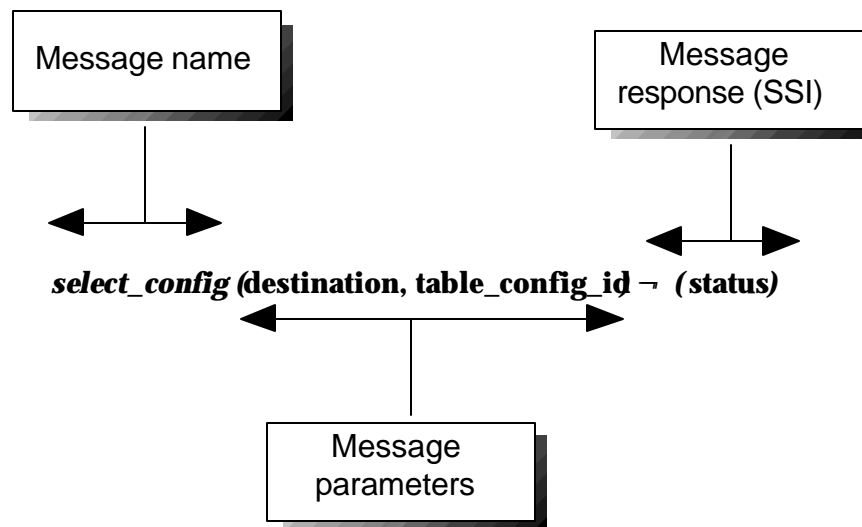 Message name
Message
response (SSI)
select_config (destination, table_config_id) ¬ (status)
Message
parameters